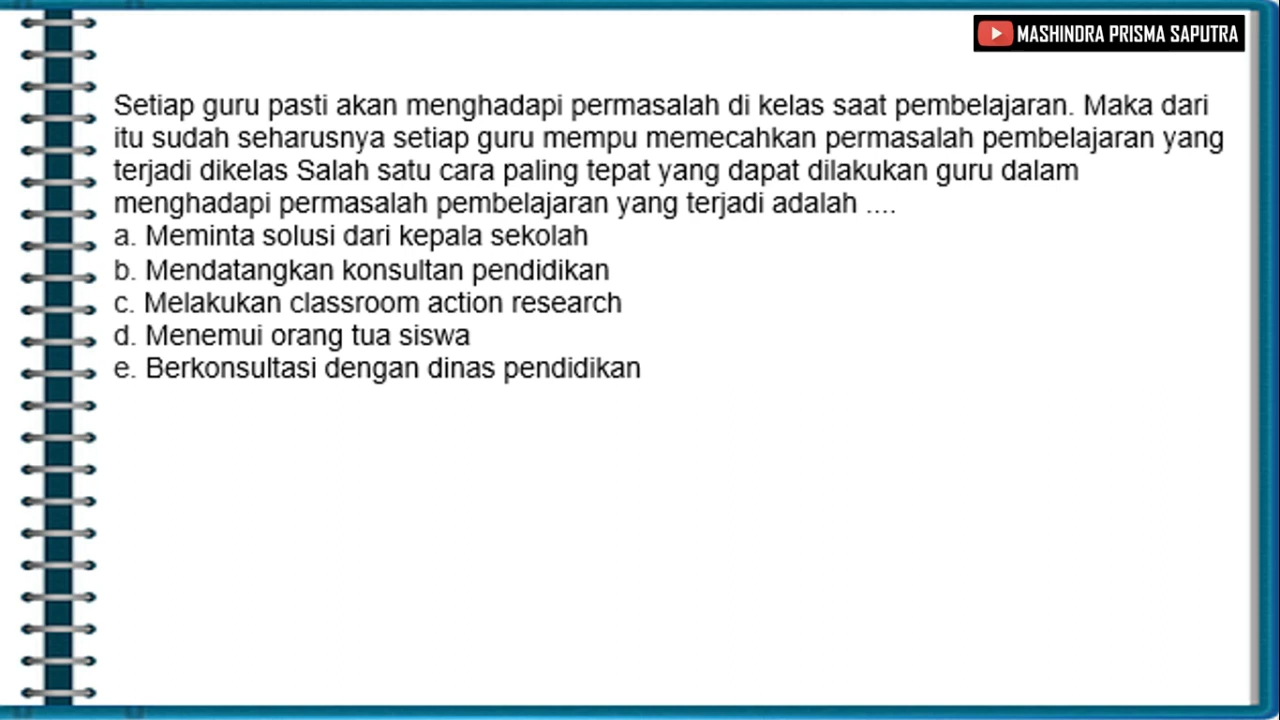 MASHINDRA PRISMA SAPUTRA
Setiap guru pasti akan menghadapi permasalah di kelas saat pembelajaran. Maka dari
itu sudah seharusnya setiap guru mempu memecahkan permasalah pembelajaran yang
terjadi dikelas Salah satu cara paling tepat yang dapat dilakukan guru dalam
menghadapi permasalah pembelajaran yang terjadi adalah ....
a. Meminta solusi dari kepala sekolah
b. Mendatangkan konsultan pendidikan
c. Melakukan classroom action research
d. Menemui orang tua siswa
e. Berkonsultasi dengan dinas pendidikan